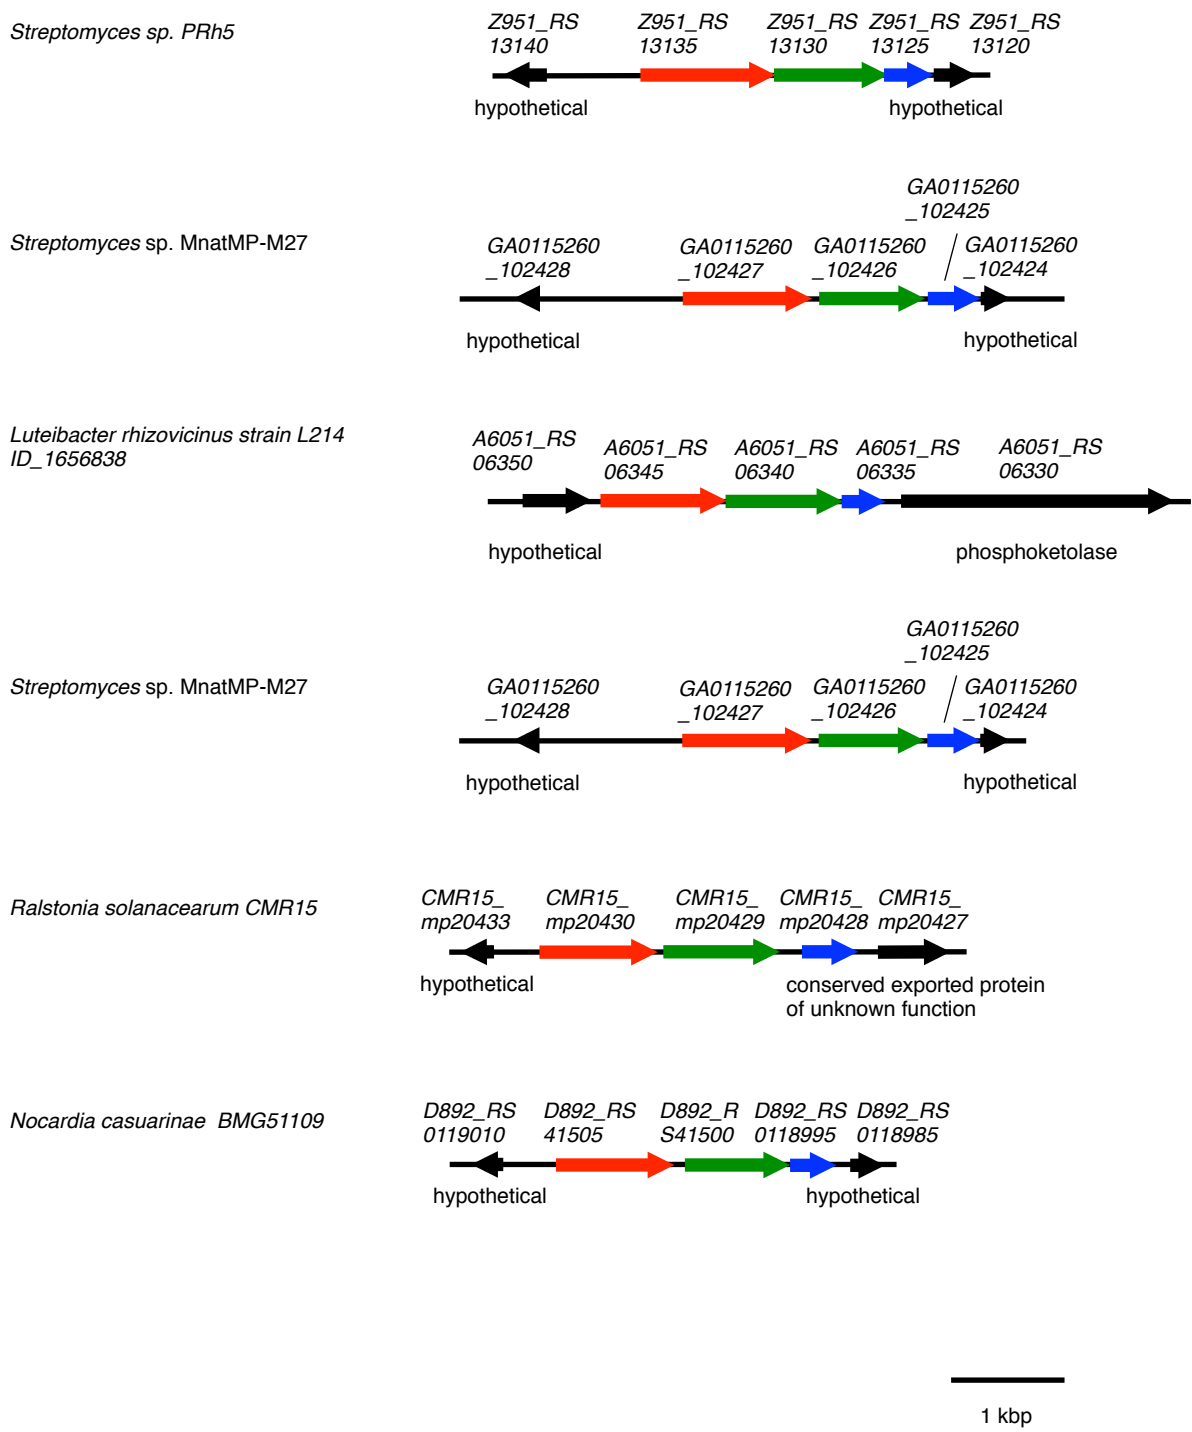 Streptomyces sp. PRh5
Z951_RS Z951_RS Z951_RS Z951_RS Z951_RS
13140 13135 13130 13125 13120
hypothetical hypothetical
GA0115260
_102425
Streptomyces sp. MnatMP-M27
GA0115260 GA0115260 GA0115260 GA0115260
_102428 _102427 _102426 _102424
hypothetical hypothetical
Luteibacter rhizovicinus strain L214
ID_1656838
A6051_RS A6051_RS A6051_RS A6051_RS A6051_RS
06350 06345 06340 06335 06330
hypothetical phosphoketolase
GA0115260
_102425
Streptomyces sp. MnatMP-M27
GA0115260 GA0115260 GA0115260 GA0115260
_102428 _102427 _102426 _102424
hypothetical hypothetical
Ralstonia solanacearum CMR15
CMR15_ CMR15_ CMR15_ CMR15_ CMR15_
mp20433 mp20430 mp20429 mp20428 mp20427
hypothetical conserved exported protein
of unknown function
Nocardia casuarinae BMG51109
D892_RS D892_RS D892_R D892_RS D892_RS
0119010 41505 S41500 0118995 0118985
hypothetical hypothetical
1 kbp